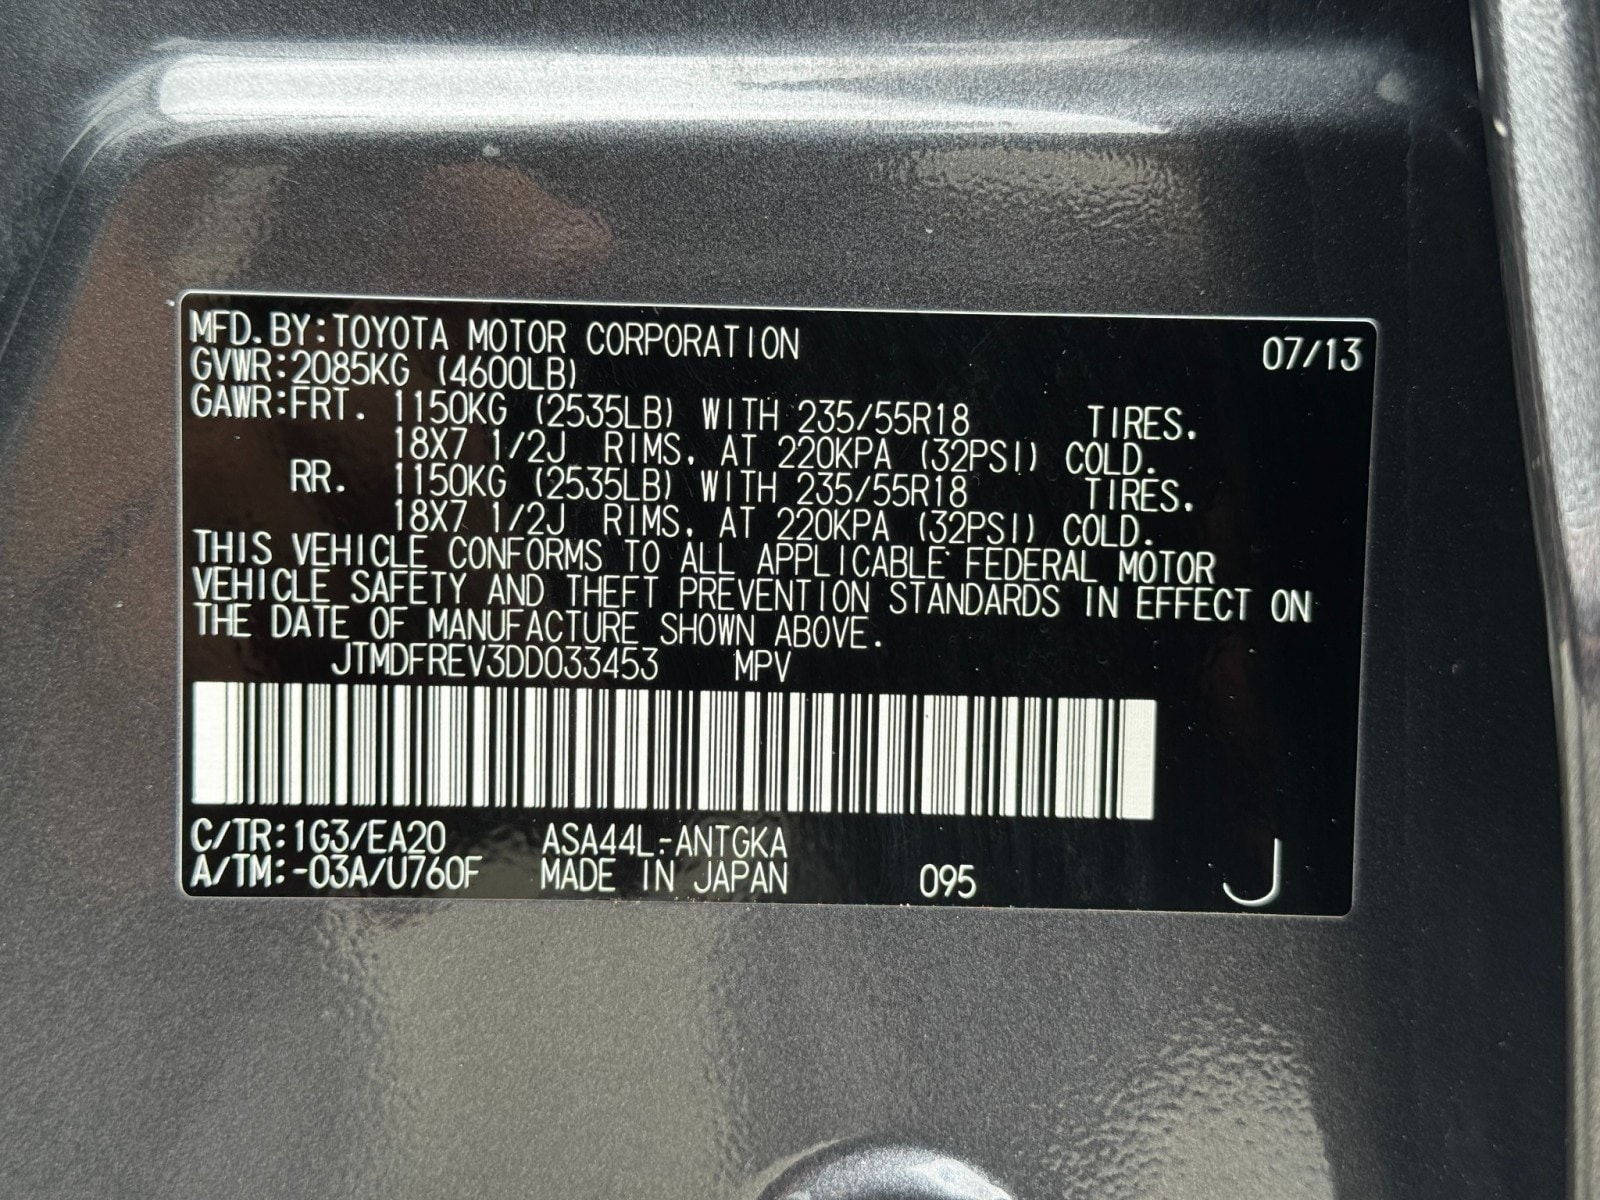 MFD.BY:TOYOTA MOTOR CORPORATION 07/13
GVWR:2085KG (4600LB)
GAWR:FRT. 1150KG (2535LB) WITH 235/55R18 TIRES.
18X7 1/2J RIMS, AT 220KPA (32PSI) COLD.
RR. 1150KG (2535LB) WITH 235/55R18 TIRES.
18X7 1/2J RIMS, AT 220KPA (32PSI) COLD.
THIS VEHICLE CONFORMS TO ALL APPLICABLE FEDERAL MOTOR
VEHICLE SAFETY AND THEFT PREVENTION STANDARDS IN EFFECT ON
THE DATE OF MANUFACTURE SHOWN ABOVE.
JTMDFREV3DD033453 MPV
C/TR:1G3/EA20 ASA44L-ANTGKA
A/TM:-03A/U760F MADE IN JAPAN 095 J